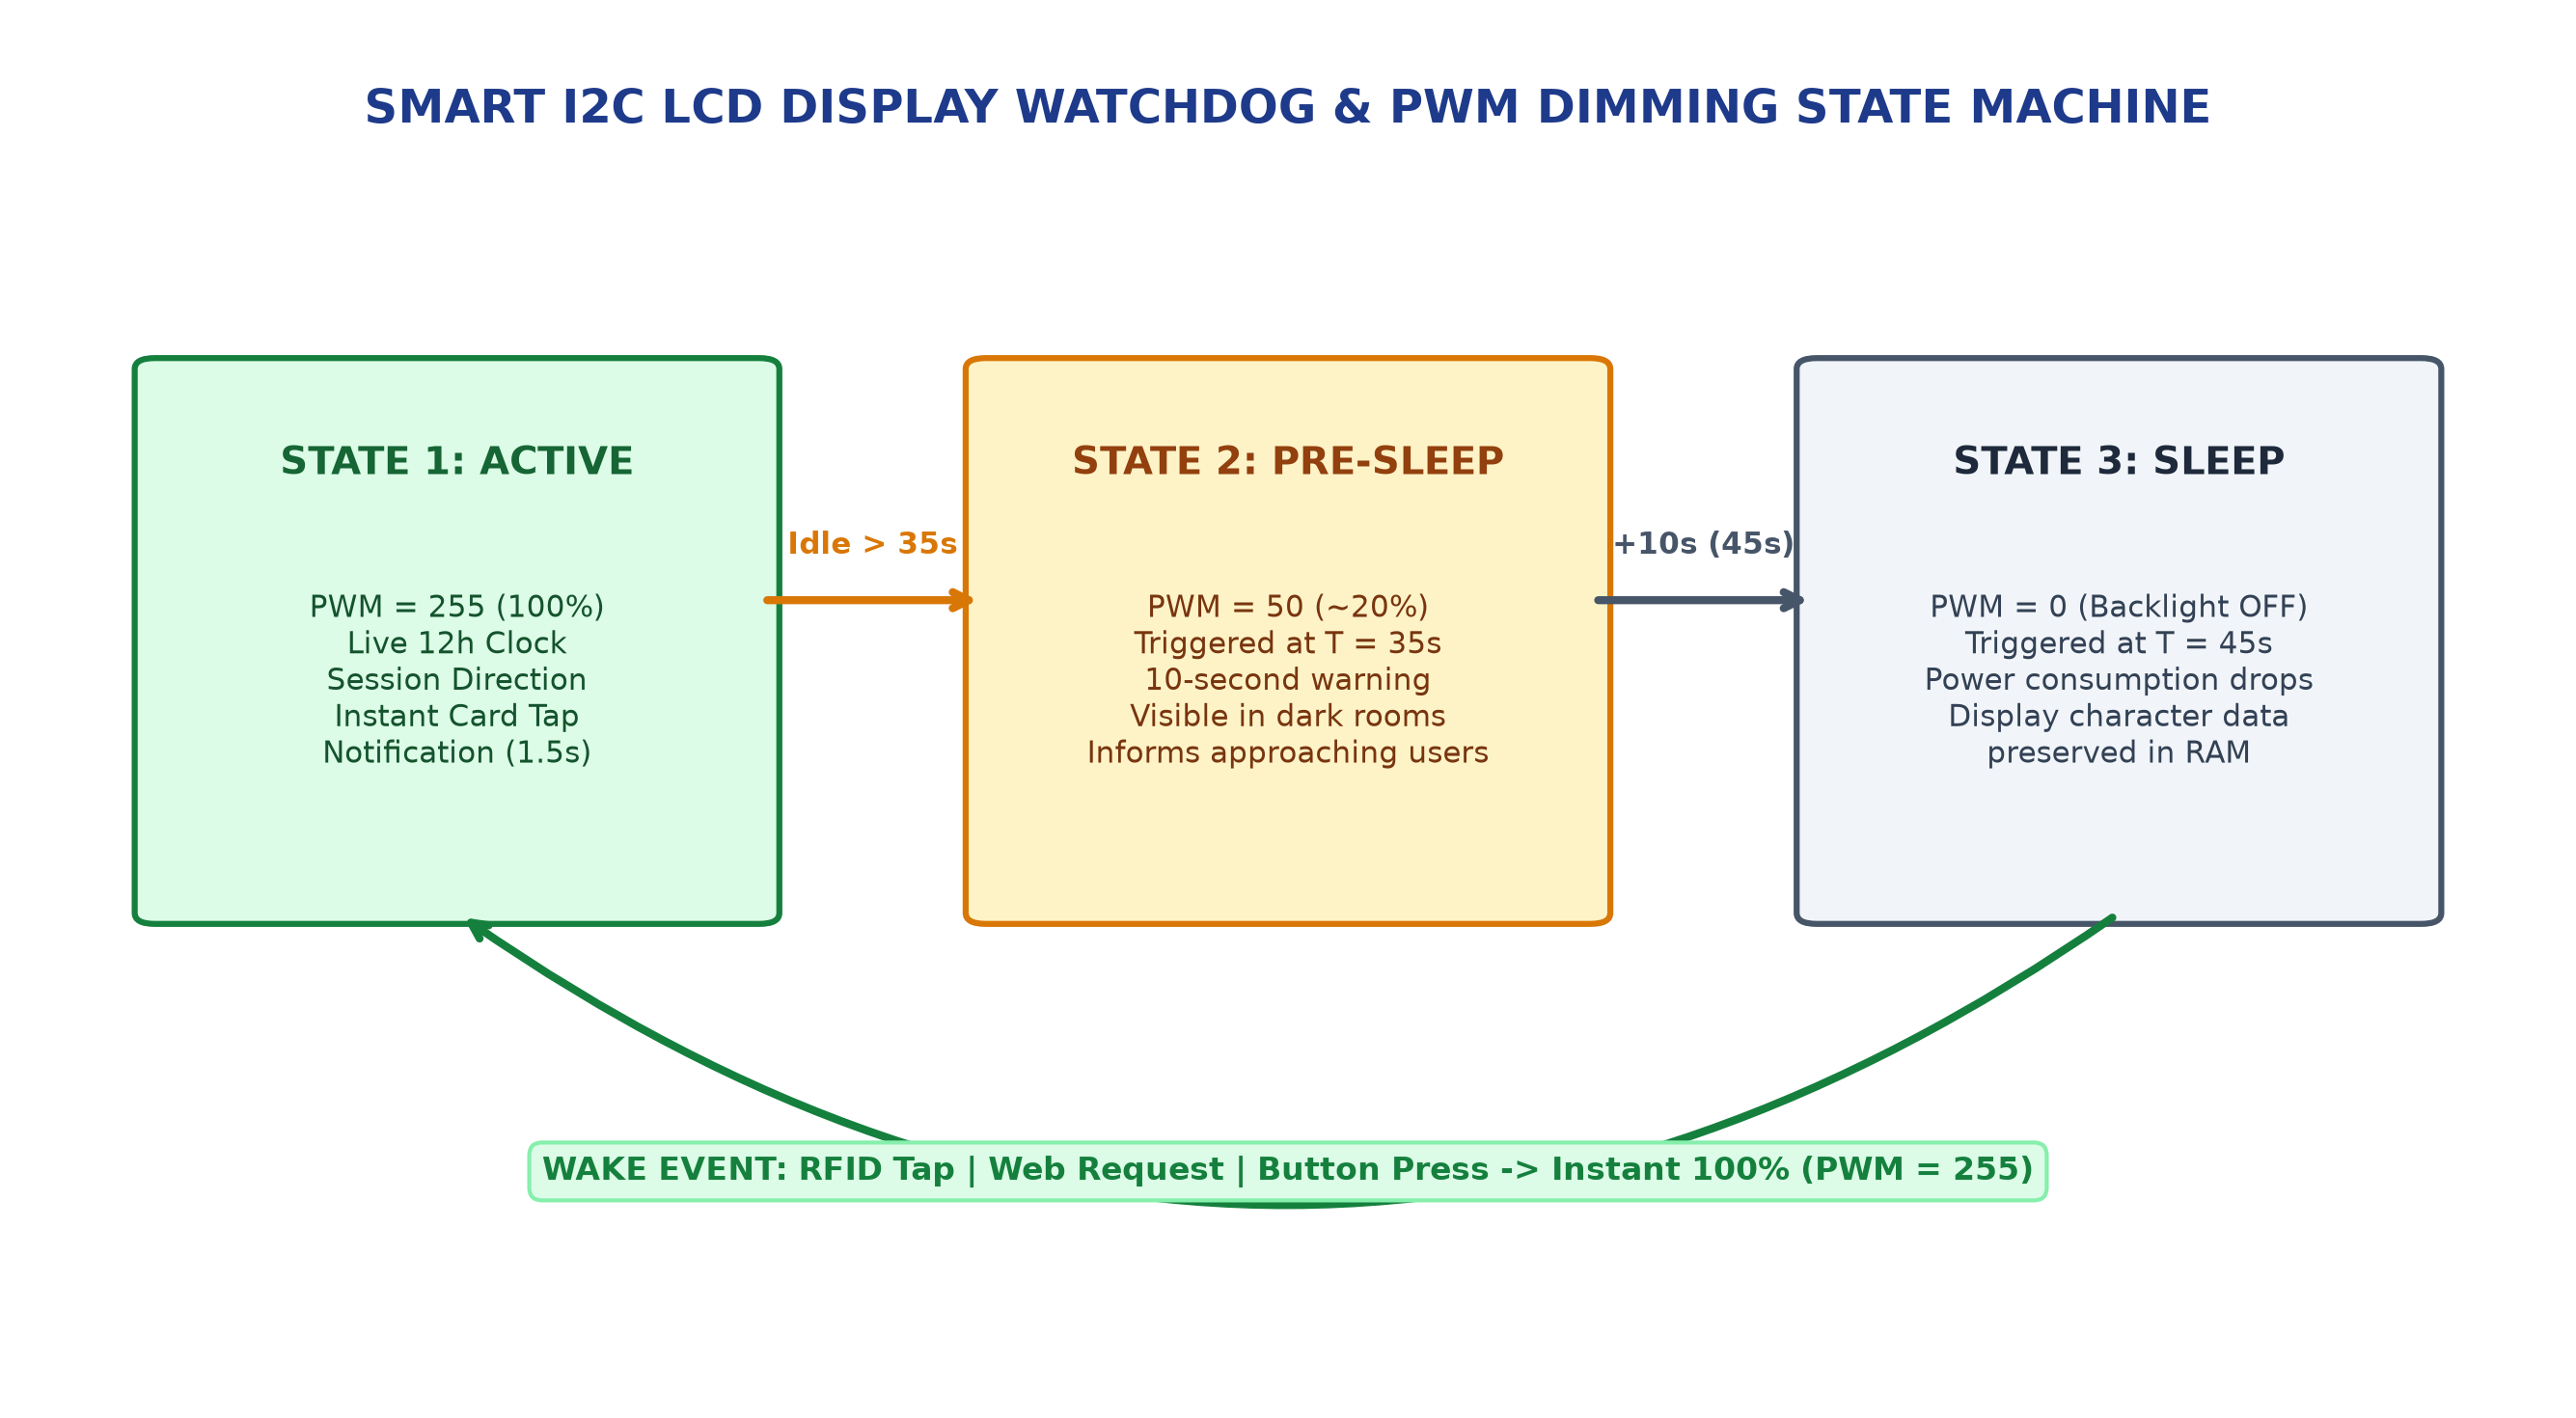 SMART I2C LCD DISPLAY WATCHDOG & PWM DIMMING STATE MACHINE
STATE 1: ACTIVE
PWM = 255 (100%)
Live 12h Clock
Session Direction
Instant Card Tap
Notification (1.5s)
Idle > 35s
STATE 2: PRE-SLEEP
PWM = 50 (~20%)
Triggered at T = 35s
10-second warning
Visible in dark rooms
Informs approaching users
+10s (45s)
STATE 3: SLEEP
PWM = 0 (Backlight OFF)
Triggered at T = 45s
Power consumption drops
Display character data
preserved in RAM
WAKE EVENT: RFID Tap | Web Request | Button Press -> Instant 100% (PWM = 255)